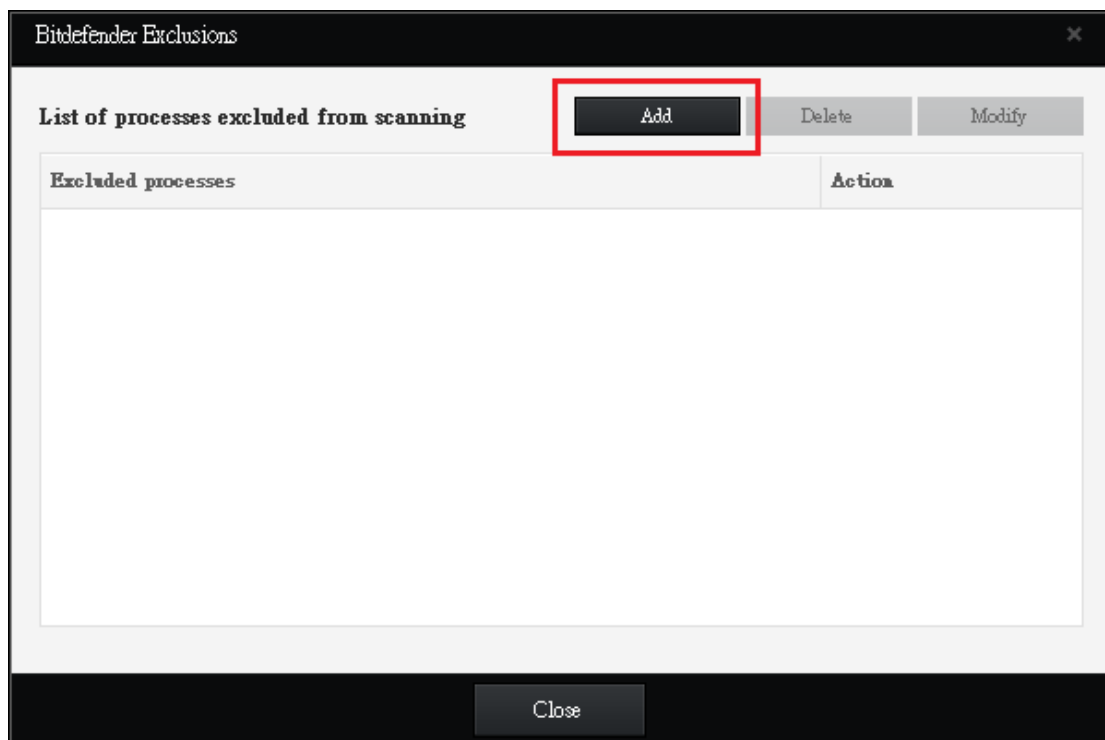 Bitdefender Exclusions
List of processes excluded from scanning Add Delete Modify
Excluded processes Action
Close